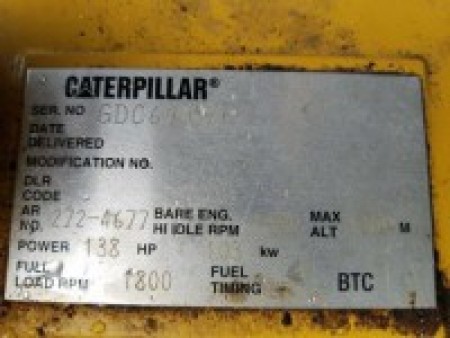 CATERPILLAR®
SER. NO
DATE
DELIVERED
MODIFICATION NO.
DLR
CODE
AR
NO. 272-4677 BARE ENG.
HI IDLE RPM MAX
ALT M
POWER 138 HP kw
FULL
LOAD RPM 1800 FUEL
TIMING BTC